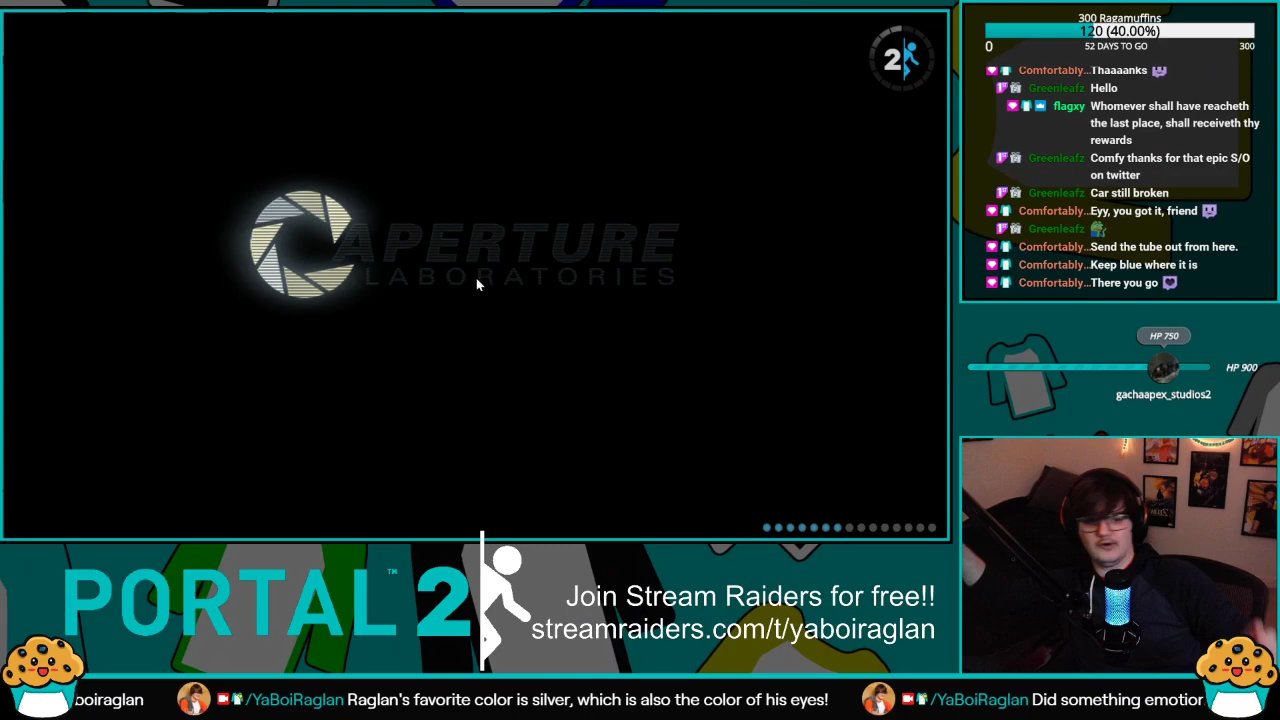 2
APERTURE
LABORATORIES
300 Ragamuffins
120 (40.00%)
0
52 DAYS TO GO
300
Comfortably... Thaaaanks
Greenleafz Hello
flagxy Whomever shall have reacheth
the last place, shall receiveth thy
rewards
Greenleafz Comfy thanks for that epic S/O
on twitter
Greenleafz Car still broken
Comfortably... Eyy, you got it, friend
Greenleafz
Comfortably... Send the tube out from here.
Comfortably... Keep blue where it is
Comfortably... There you go
HP 750
HP 900
gachaapex_studios2
PORTAL™ 2
Join Stream Raiders for free!!
streamraiders.com/t/yaboiraglan
boiraglan
/YaBoiRaglan Raglan's favorite color is silver, which is also the color of his eyes!
/YaBoiRaglan Did something emotior